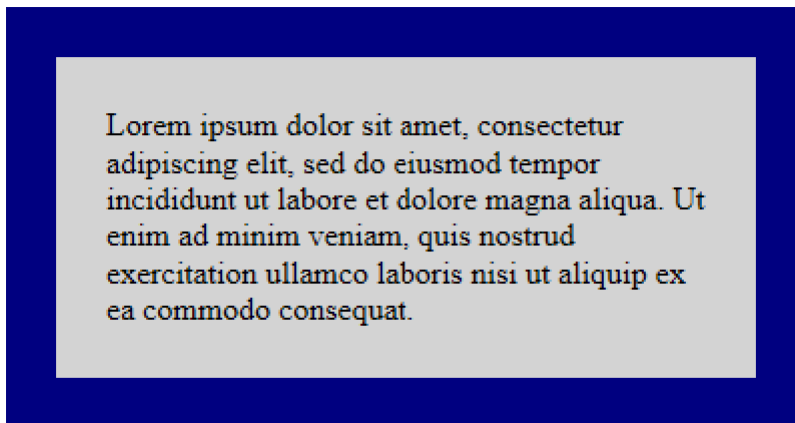 Lorem ipsum dolor sit amet, consectetur
adipiscing elit, sed do eiusmod tempor
incididunt ut labore et dolore magna aliqua. Ut
enim ad minim veniam, quis nostrud
exercitation ullamco laboris nisi ut aliquip ex
ea commodo consequat.